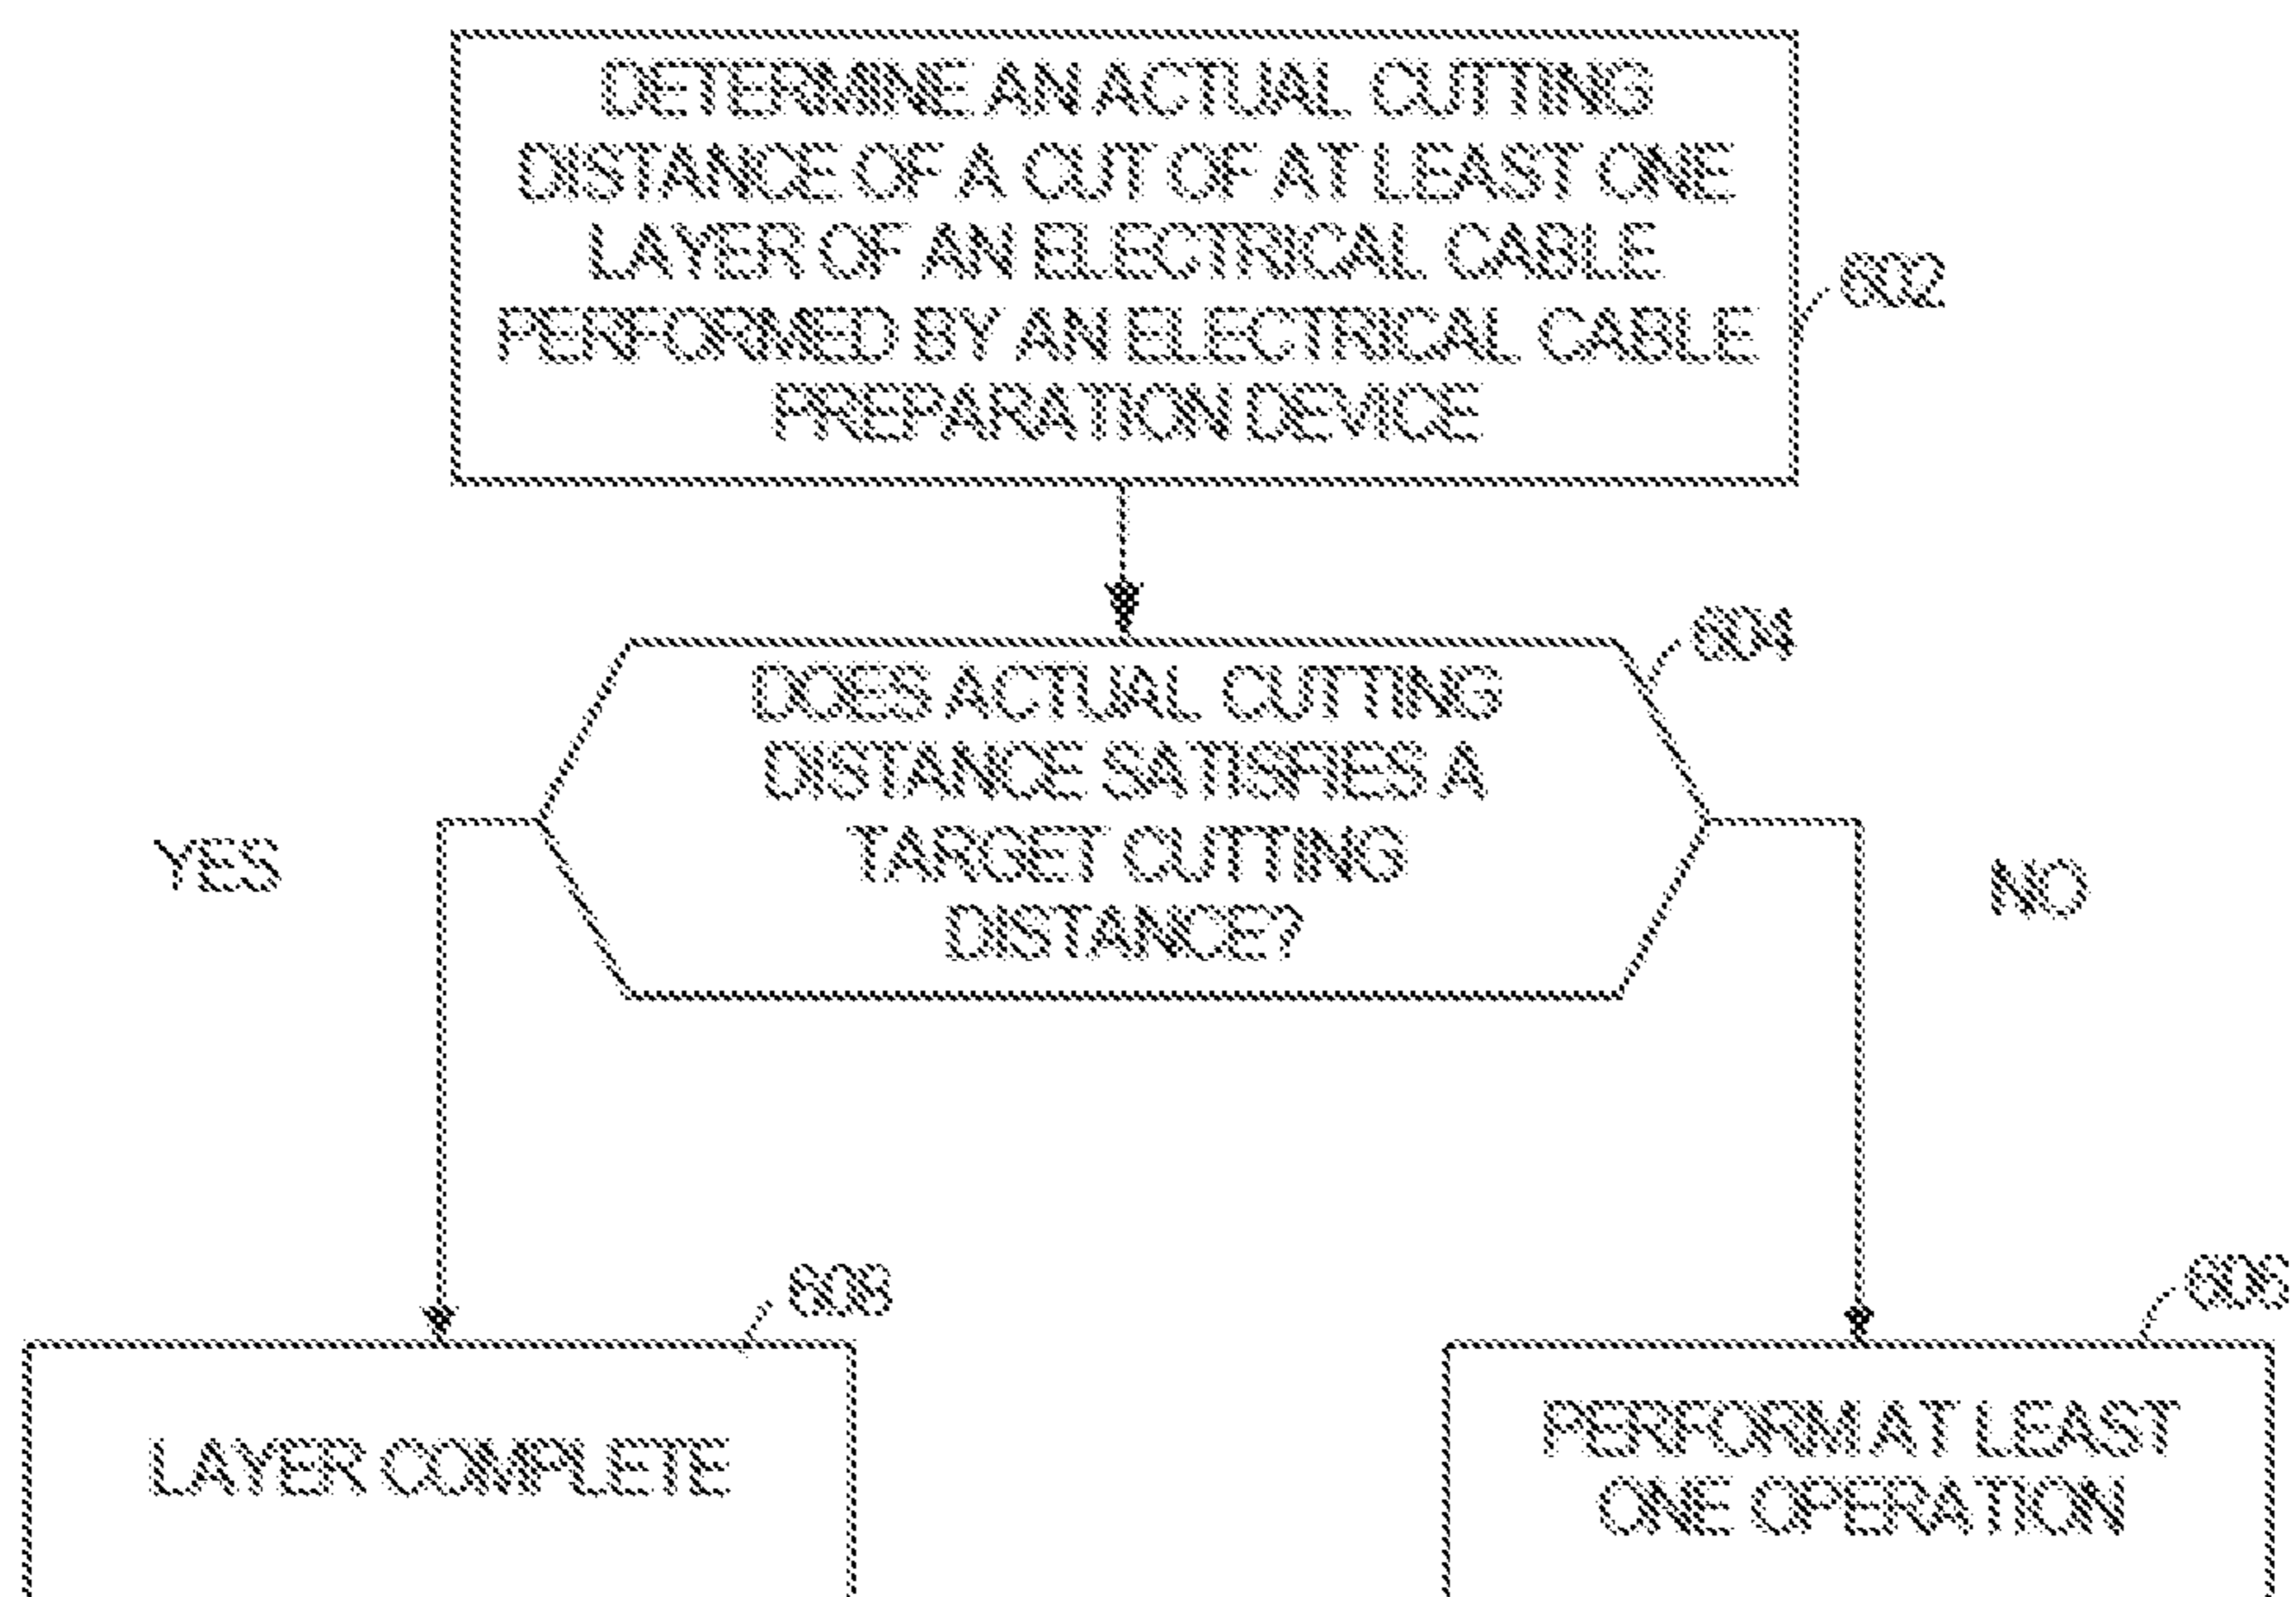 DETERMINE AN ACTUAL CUTTING
DISTANCE OF A CUT OF AT LEAST ONE
LAYER OF AN ELECTRICAL CABLE
PERFORMED BY AN ELECTRICAL CABLE
PREPARATION DEVICE
602
604
DOES ACTUAL CUTTING
DISTANCE SATISFIES A
TARGET CUTTING
DISTANCE?
YES
NO
608
606
LAYER COMPLETE
PERFORM AT LEAST
ONE OPERATION